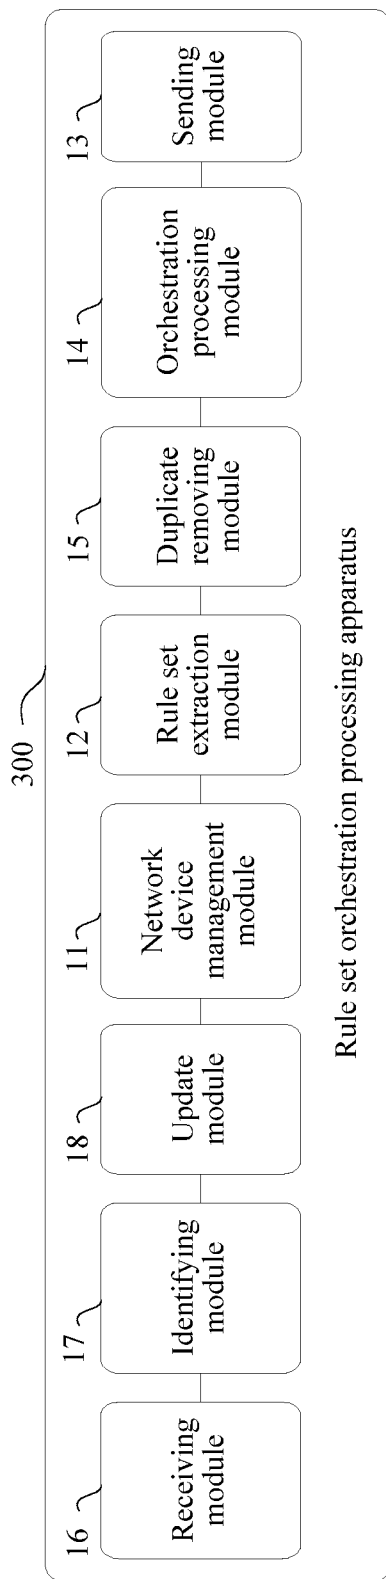 300
16
Receiving
module
17
Identifying
module
18
Update
module
11
Network
device
management
module
12
Rule set
extraction
module
15
Duplicate
removing
module
14
Orchestration
processing
module
13
Sending
module
Rule set orchestration processing apparatus